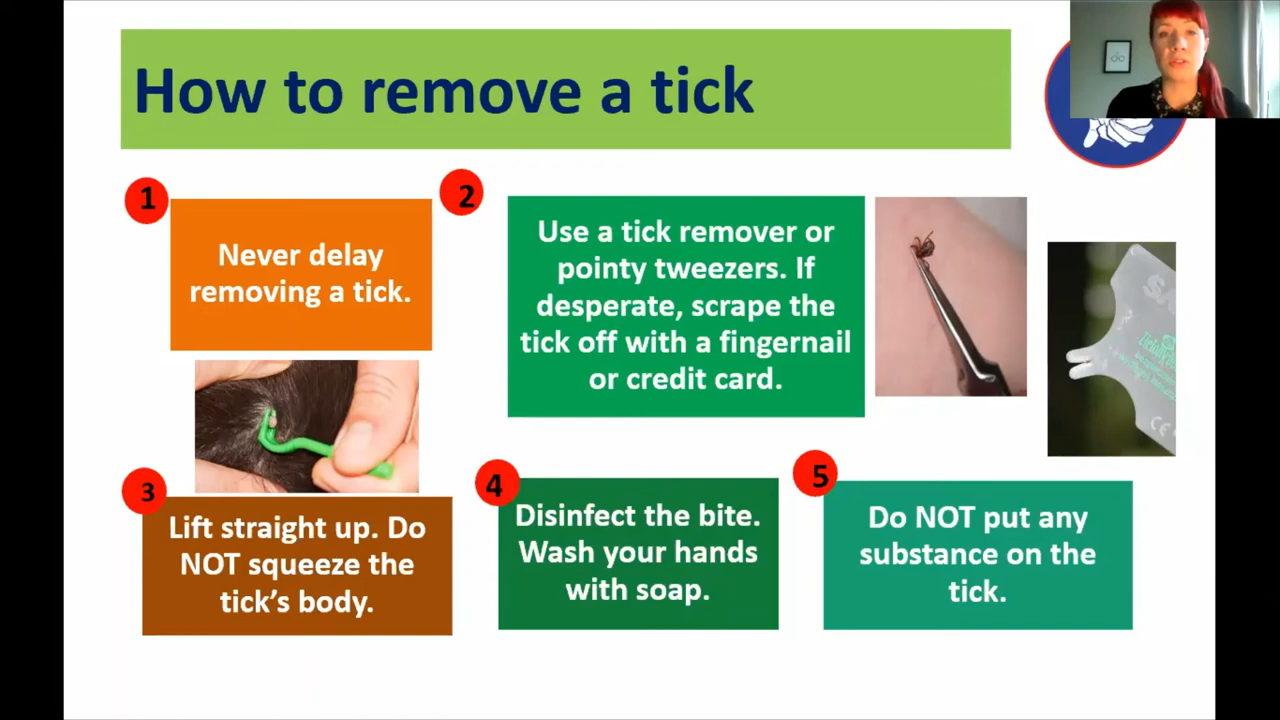 How to remove a tick
1
Never delay
removing a tick.
2
Use a tick remover or
pointy tweezers. If
desperate, scrape the
tick off with a fingernail
or credit card.
3
Lift straight up. Do
NOT squeeze the
tick's body.
4
Disinfect the bite.
Wash your hands
with soap.
5
Do NOT put any
substance on the
tick.